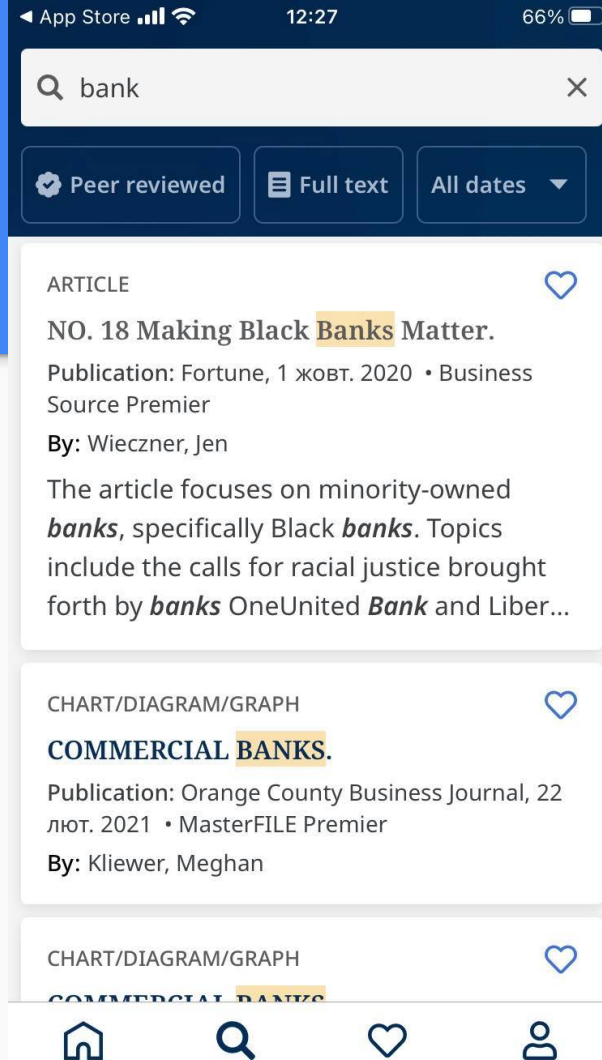 App Store 12:27 66%
bank
Peer reviewed Full text All dates
ARTICLE
NO. 18 Making Black Banks Matter.
Publication: Fortune, 1 жовт. 2020 • Business
Source Premier
By: Wieczner, Jen
The article focuses on minority-owned
banks, specifically Black banks. Topics
include the calls for racial justice brought
forth by banks OneUnited Bank and Liber...
CHART/DIAGRAM/GRAPH
COMMERCIAL BANKS.
Publication: Orange County Business Journal, 22
лют. 2021 • MasterFILE Premier
By: Kliewer, Meghan
CHART/DIAGRAM/GRAPH
COMMERCIAL BANKS